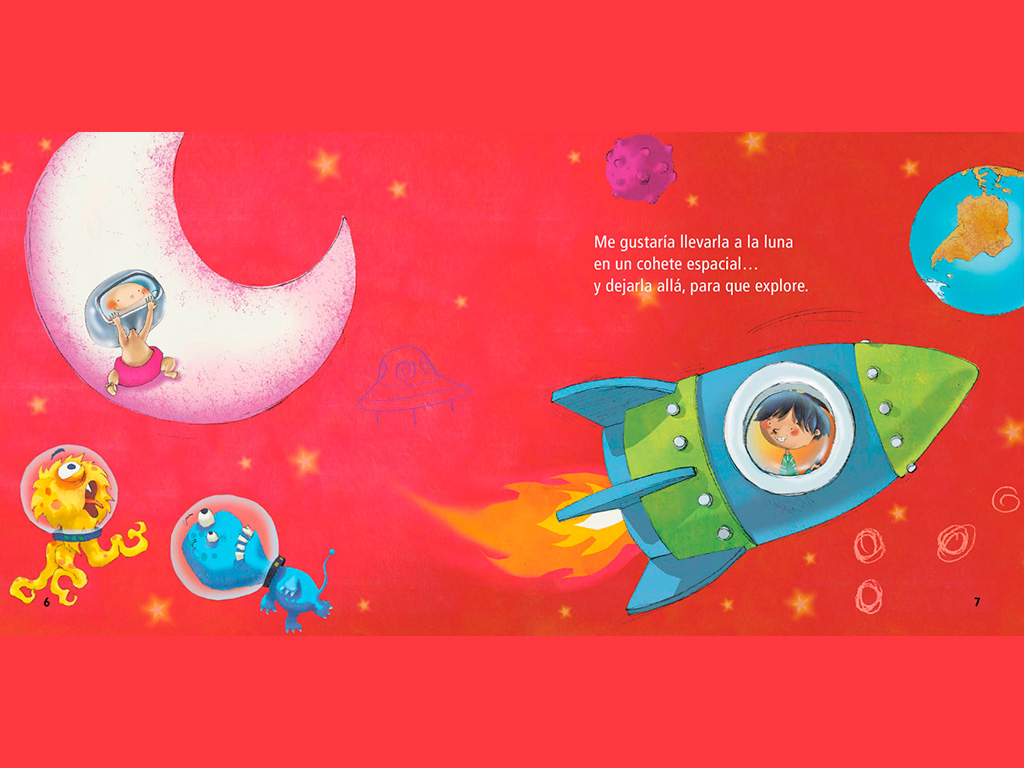 Me gustaría llevarla a la luna
en un cohete espacial...
y dejarla allá, para que explore.
6
7